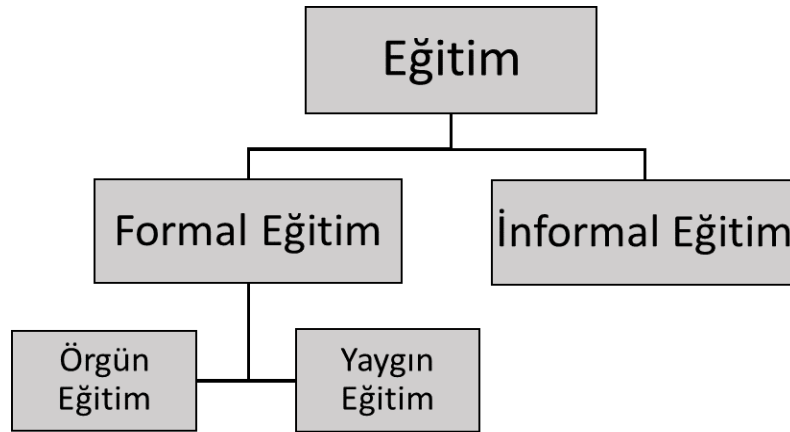 Eğitim
Formal Eğitim
İnformal Eğitim
Örgün
Eğitim
Yaygın
Eğitim